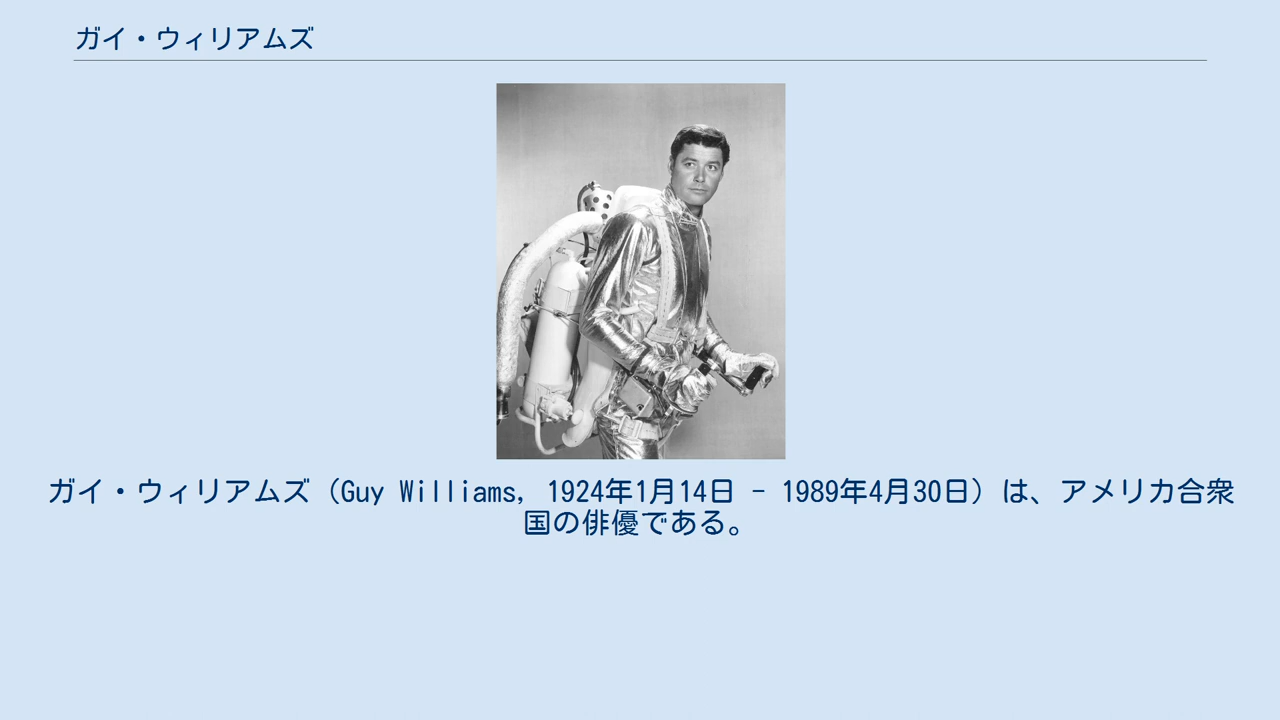 ガイ・ウィリアムズ
ガイ・ウィリアムズ（Guy Williams, 1924年1月14日 - 1989年4月30日）は、アメリカ合衆
国の俳優である。